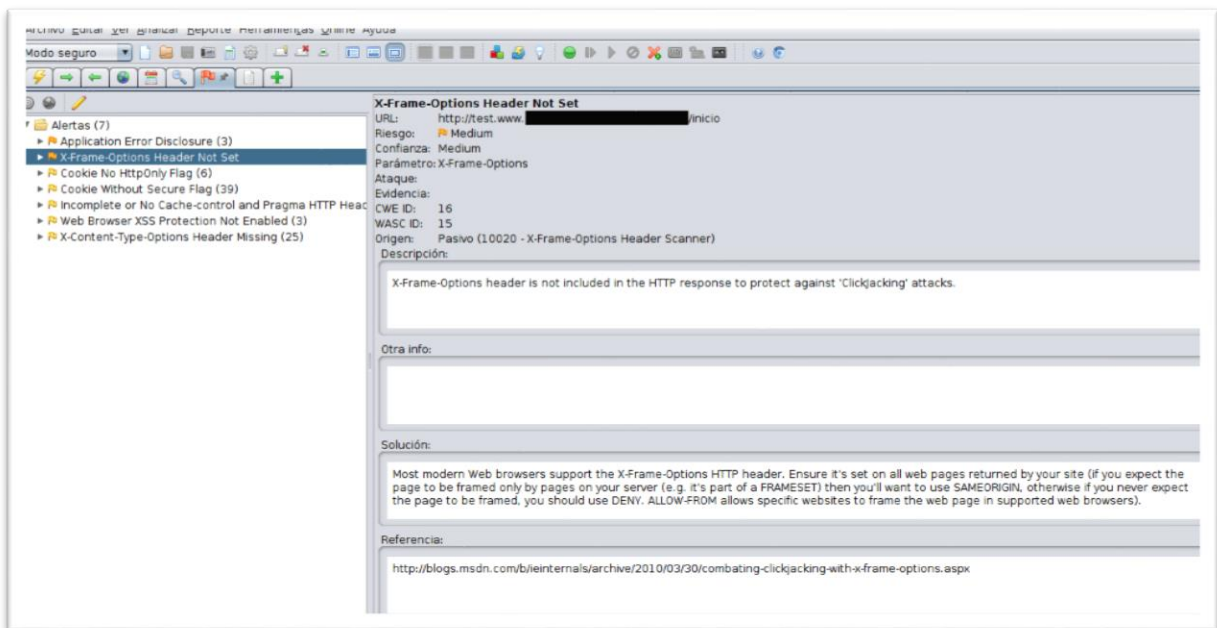 Archivo Editar Ver Analizar Reporte Herramientas Online Ayuda
Modo seguro
Alertas (7)
Application Error Disclosure (3)
X-Frame-Options Header Not Set
Cookie No HttpOnly Flag (6)
Cookie Without Secure Flag (39)
Incomplete or No Cache-control and Pragma HTTP Head
Web Browser XSS Protection Not Enabled (3)
X-Content-Type-Options Header Missing (25)
X-Frame-Options Header Not Set
URL: http://test.www. /inicio
Riesgo: Medium
Confianza: Medium
Parámetro: X-Frame-Options
Ataque:
Evidencia:
CWE ID: 16
WASC ID: 15
Origen: Pasivo (10020 - X-Frame-Options Header Scanner)
Descripción:
X-Frame-Options header is not included in the HTTP response to protect against 'ClickJacking' attacks.
Otra info:
Solución:
Most modern Web browsers support the X-Frame-Options HTTP header. Ensure it's set on all web pages returned by your site (if you expect the
page to be framed only by pages on your server (e.g. it's part of a FRAMESET) then you'll want to use SAMEORIGIN, otherwise if you never expect
the page to be framed, you should use DENY. ALLOW-FROM allows specific websites to frame the web page in supported web browsers).
Referencia:
http://blogs.msdn.com/b/ieinternals/archive/2010/03/30/combating-clickjacking-with-x-frame-options.aspx